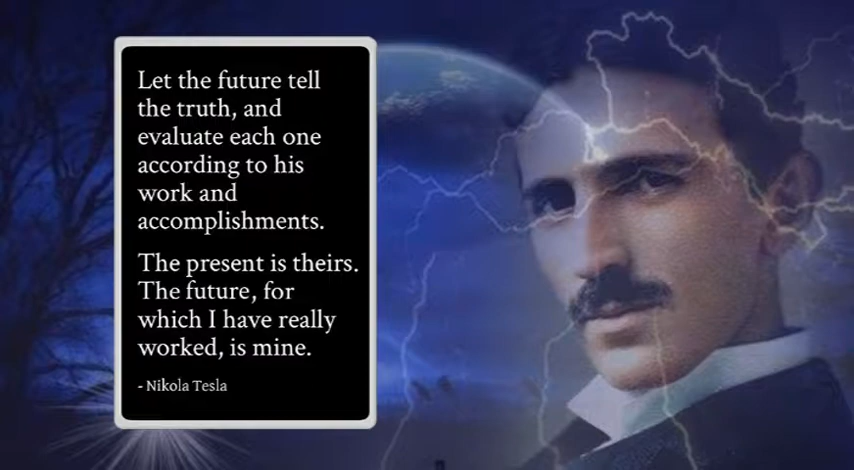 Let the future tell
the truth, and
evaluate each one
according to his
work and
accomplishments.
The present is theirs.
The future, for
which I have really
worked, is mine.
- Nikola Tesla